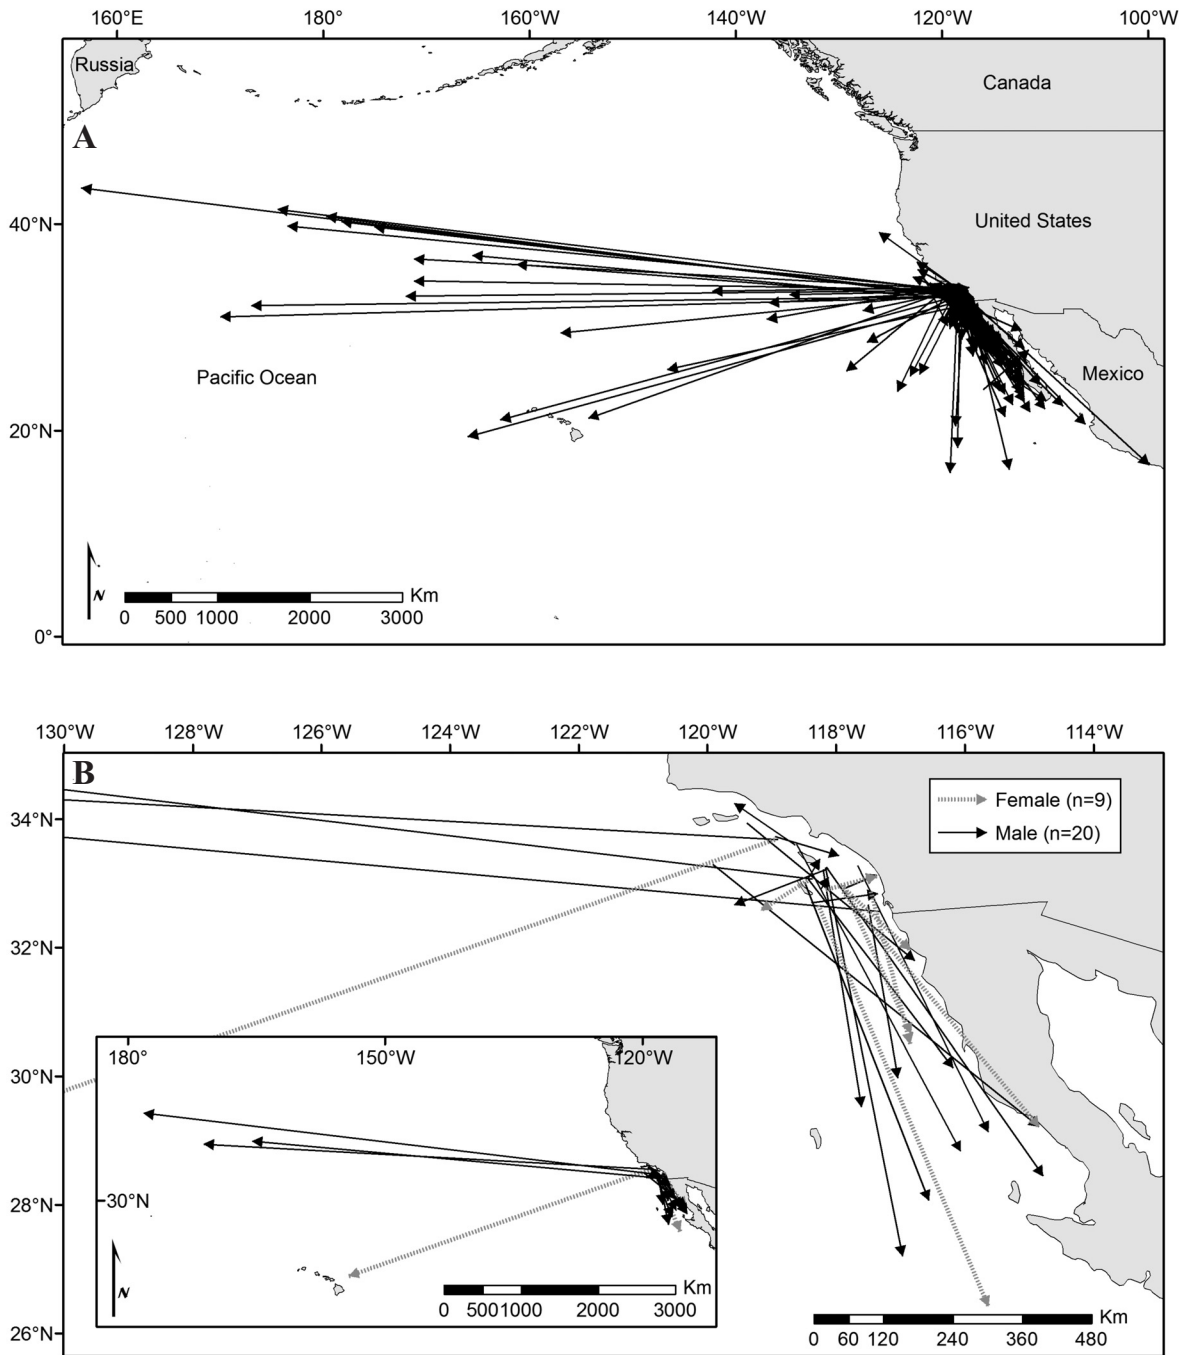 160°E 180° 160°W 140°W 120°W 100°W
Russia
Canada
A
40°N
United States
Pacific Ocean
Mexico
20°N
N
Km
0 500 1000 2000 3000
0°
130°W 128°W 126°W 124°W 122°W 120°W 118°W 116°W 114°W
B
Female (n=9)
Male (n=20)
34°N
32°N
30°N
28°N
26°N
180° 150°W 120°W
30°N
N
Km
0 500 1000 2000 3000
Km
0 60 120 240 360 480